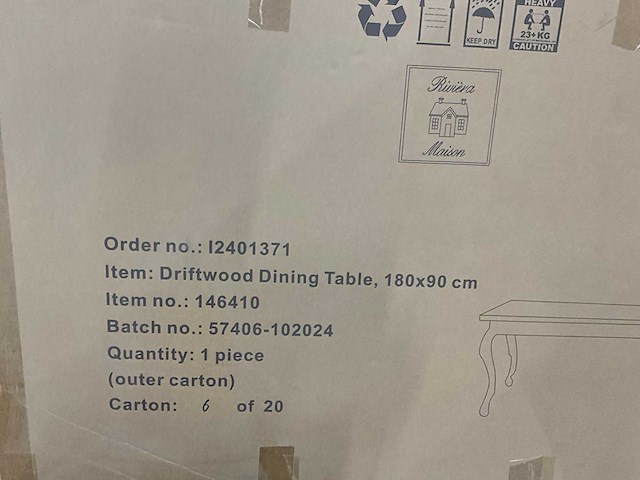 HEAVY
KEEP DRY
23+KG
CAUTION
Rivièra
Maison
Order no.: I2401371
Item: Driftwood Dining Table, 180x90 cm
Item no.: 146410
Batch no.: 57406-102024
Quantity: 1 piece
(outer carton)
Carton: 6 of 20